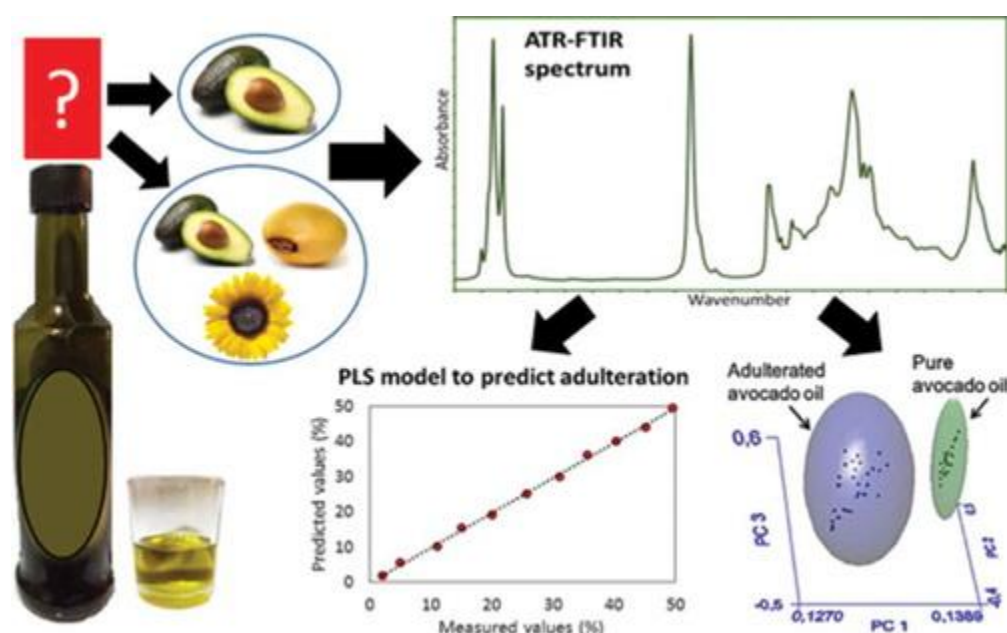 ?
ATR-FTIR
spectrum
Absorbance
Wavenumber
PLS model to predict adulteration
Predicted values (%)
50
40
30
20
10
0
0 10 20 30 40 50
Measured values (%)
Adulterated
avocado oil
Pure
avocado oil
0,6
PC 3
-0.5
0,1270
PC 1
0,1389
PC 2